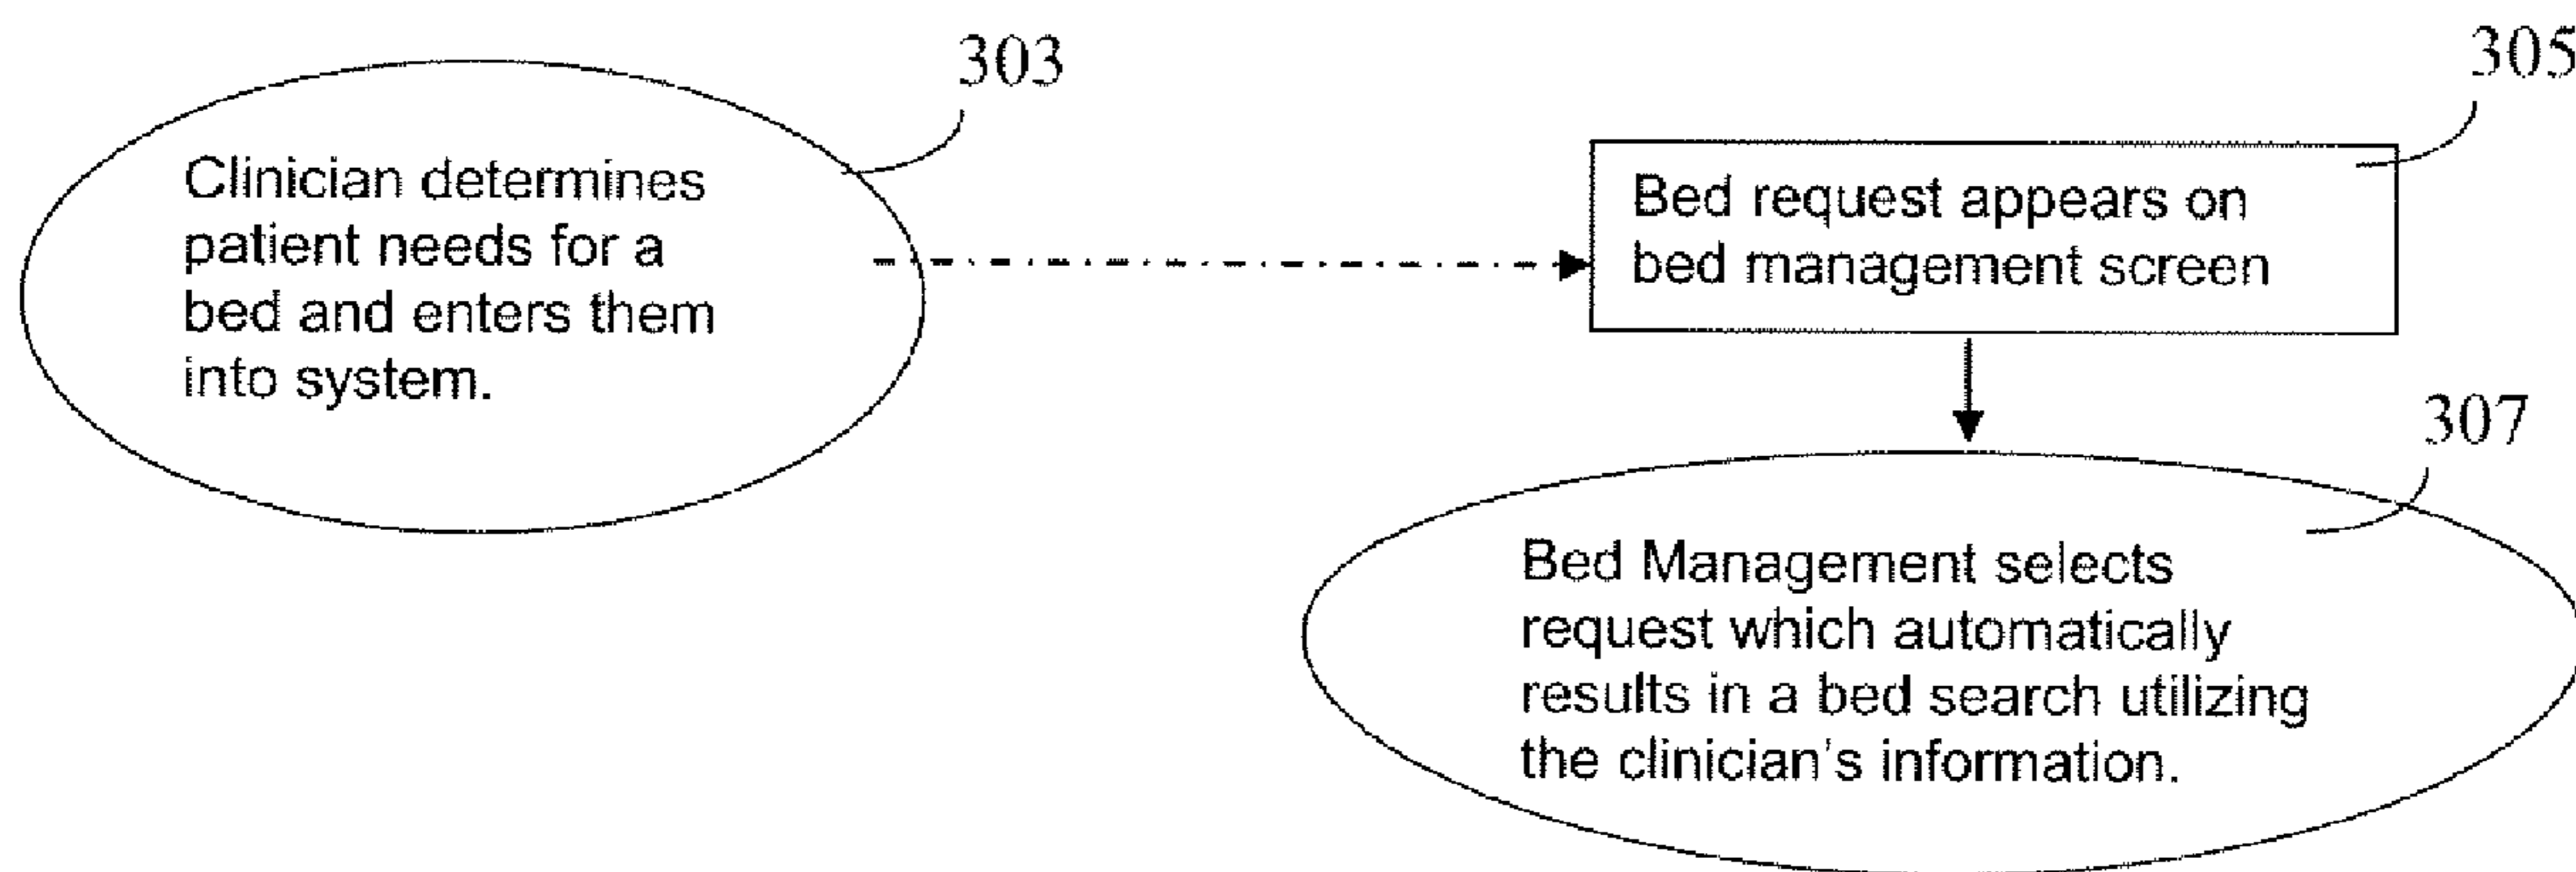 303
Clinician determines
patient needs for a
bed and enters them
into system.
305
Bed request appears on
bed management screen
307
Bed Management selects
request which automatically
results in a bed search utilizing
the clinician's information.